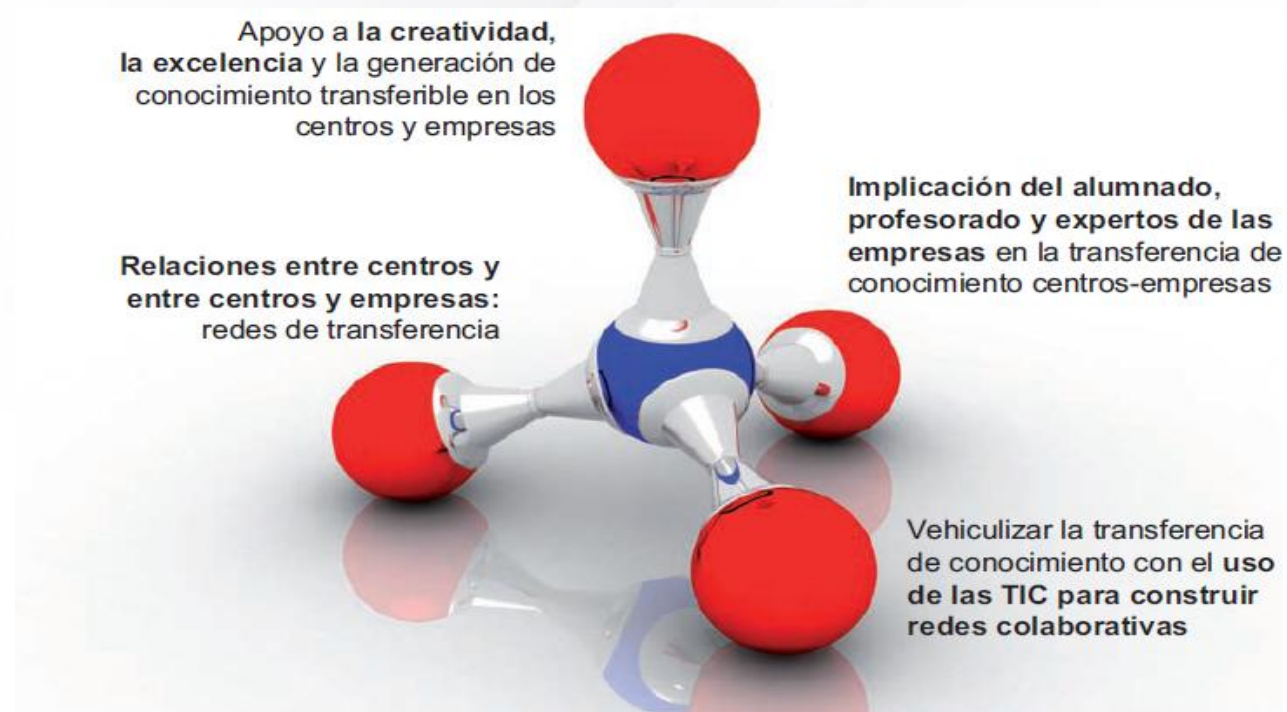 Apoyo a la creatividad,
la excelencia y la generación de
conocimiento transferible en los
centros y empresas
Implicación del alumnado,
profesorado y expertos de las
empresas en la transferencia de
conocimiento centros-empresas
Relaciones entre centros y
entre centros y empresas:
redes de transferencia
Vehiculizar la transferencia
de conocimiento con el uso
de las TIC para construir
redes colaborativas